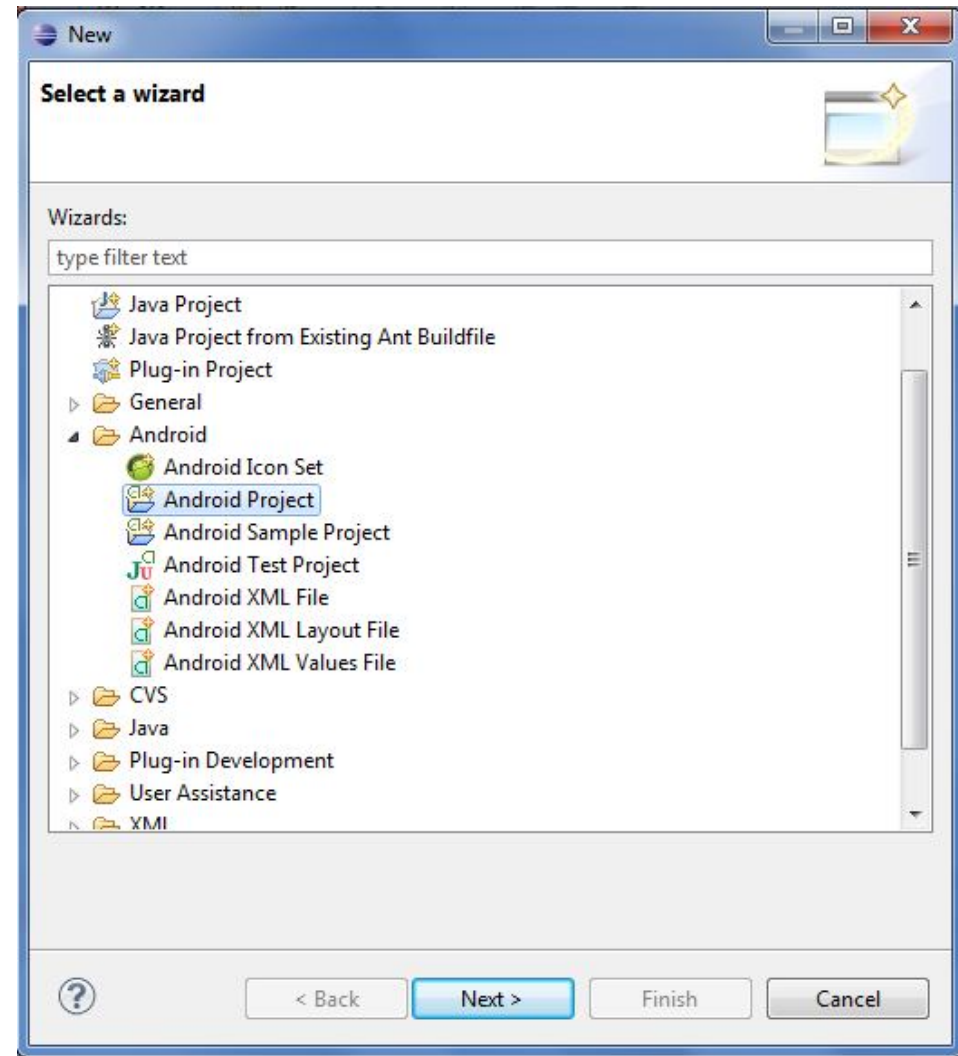 New
Select a wizard
Wizards:
type filter text
Java Project
Java Project from Existing Ant Buildfile
Plug-in Project
General
Android
Android Icon Set
Android Project
Android Sample Project
Android Test Project
Android XML File
Android XML Layout File
Android XML Values File
CVS
Java
Plug-in Development
User Assistance
XML
< Back Next > Finish Cancel